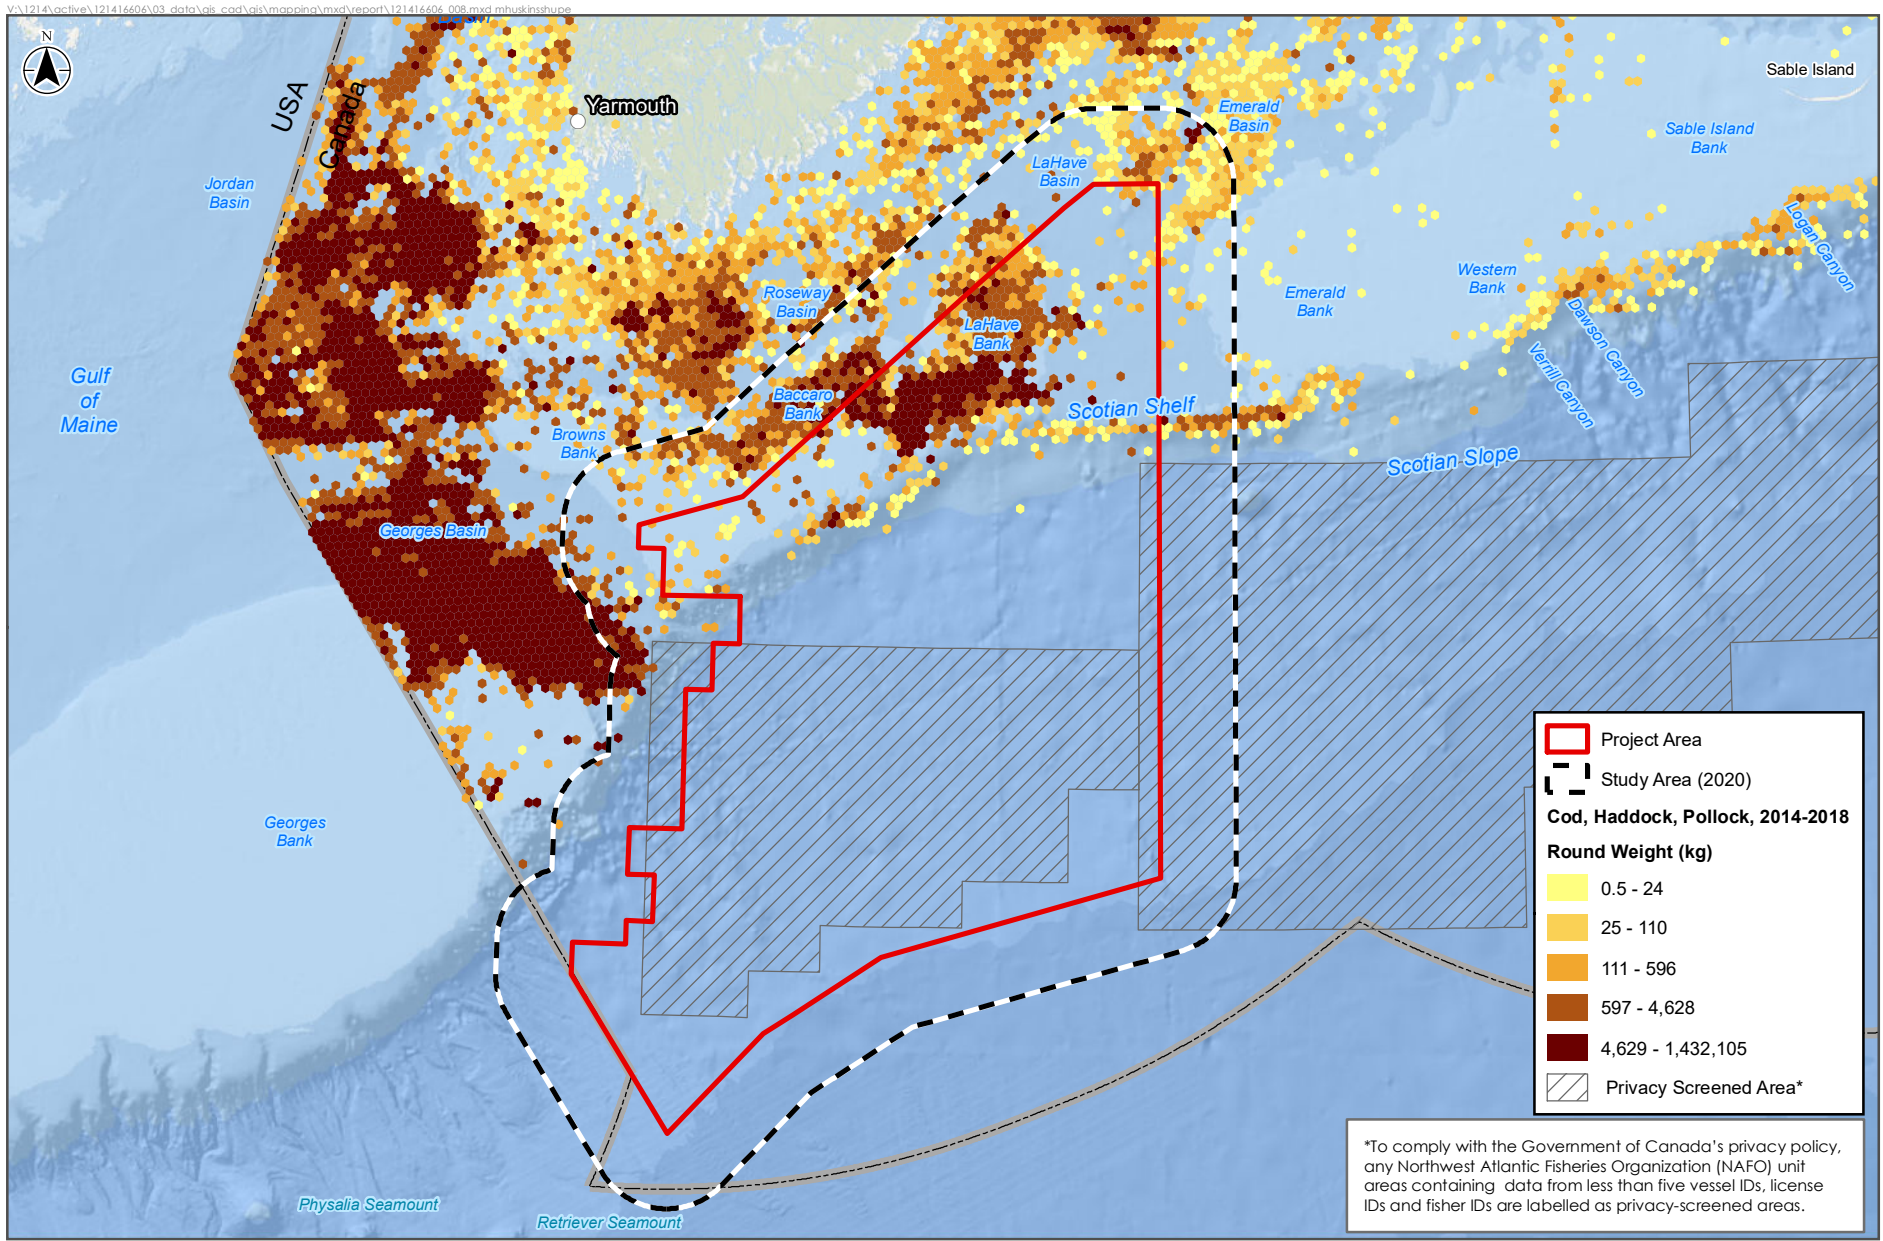 V:\1214\active\121416606\03_data\gis_cad\gis\mapping\mxd\report\121416606_008.mxd mhuskinsshupe
Basin
N
USA
Canada
Yarmouth
Sable Island
Emerald
Basin
Sable Island
Bank
LaHave
Basin
Jordan
Basin
Logan Canyon
Roseway
Basin
Emerald
Bank
Western
Bank
LaHave
Bank
Dawson Canyon
Verrill Canyon
Gulf
of
Maine
Baccaro
Bank
Scotian Shelf
Browns
Bank
Scotian Slope
Georges Basin
Georges
Bank
Physalia Seamount
Retriever Seamount
Project Area
Study Area (2020)
Cod, Haddock, Pollock, 2014-2018
Round Weight (kg)
0.5 - 24
25 - 110
111 - 596
597 - 4,628
4,629 - 1,432,105
Privacy Screened Area*
*To comply with the Government of Canada's privacy policy,
any Northwest Atlantic Fisheries Organization (NAFO) unit
areas containing  data from less than five vessel IDs, license
IDs and fisher IDs are labelled as privacy-screened areas.